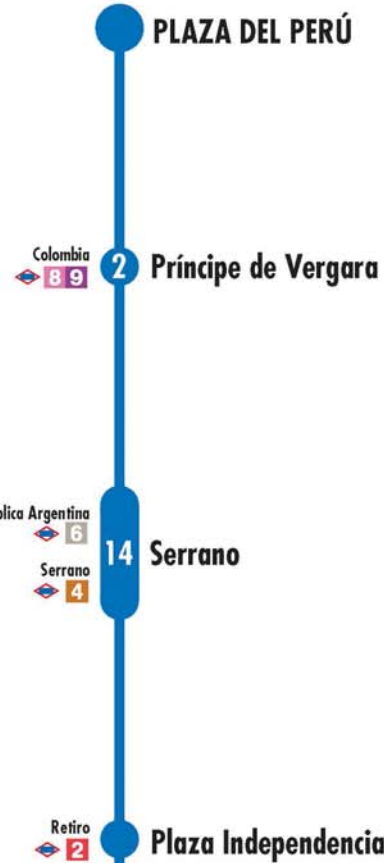 PLAZA DEL PERÚ
Colombia
8 9
2 Príncipe de Vergara
Argentina
6
14 Serrano
Serrano
4
Retiro
2
Plaza Independencia